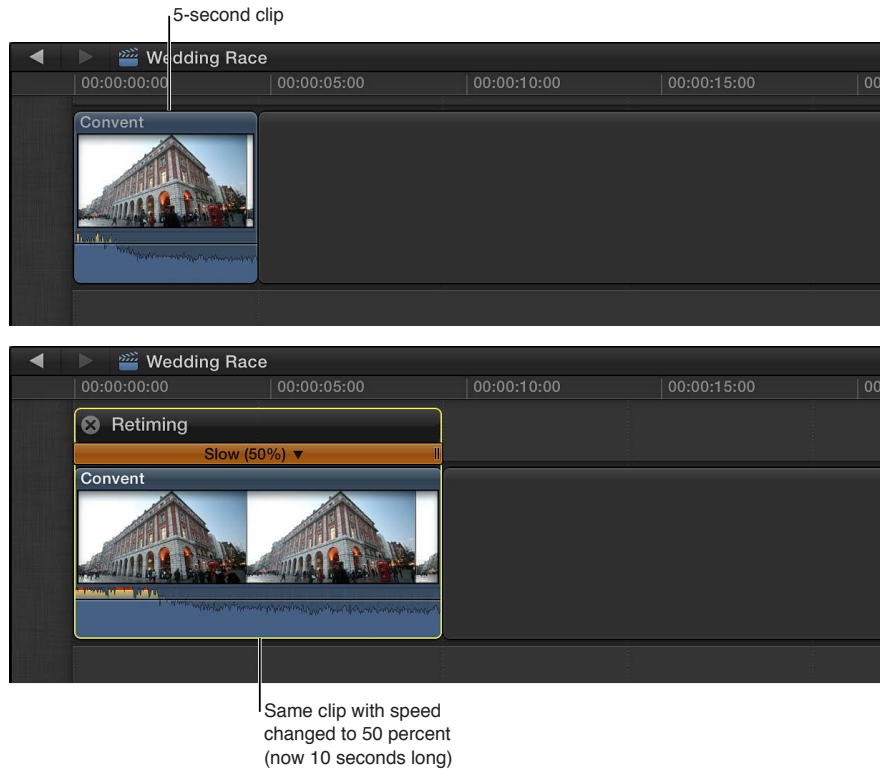 5-second clip
Wedding Race
00:00:00:00 00:00:05:00 00:00:10:00 00:00:15:00 00
Convent
Wedding Race
00:00:00:00 00:00:05:00 00:00:10:00 00:00:15:00 00
Retiming
Slow (50%)
Convent
Same clip with speed
changed to 50 percent
(now 10 seconds long)